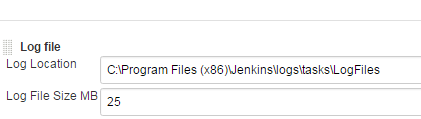 Log file
Log Location
C:\Program Files (x86)\Jenkins\logs\tasks\LogFiles
Log File Size MB
25